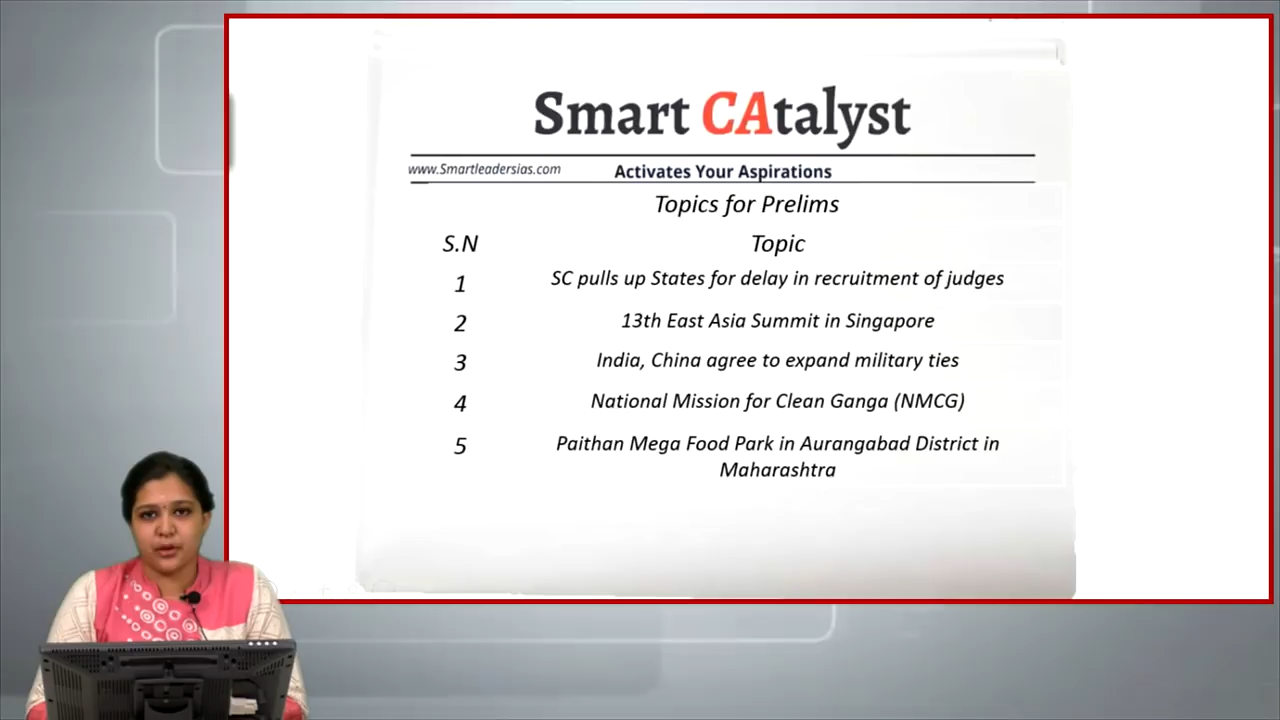 Smart CAtalyst
www.Smartleadersias.com
Activates Your Aspirations
Topics for Prelims
S.N Topic
1 SC pulls up States for delay in recruitment of judges
2 13th East Asia Summit in Singapore
3 India, China agree to expand military ties
4 National Mission for Clean Ganga (NMCG)
5 Paithan Mega Food Park in Aurangabad District in
Maharashtra